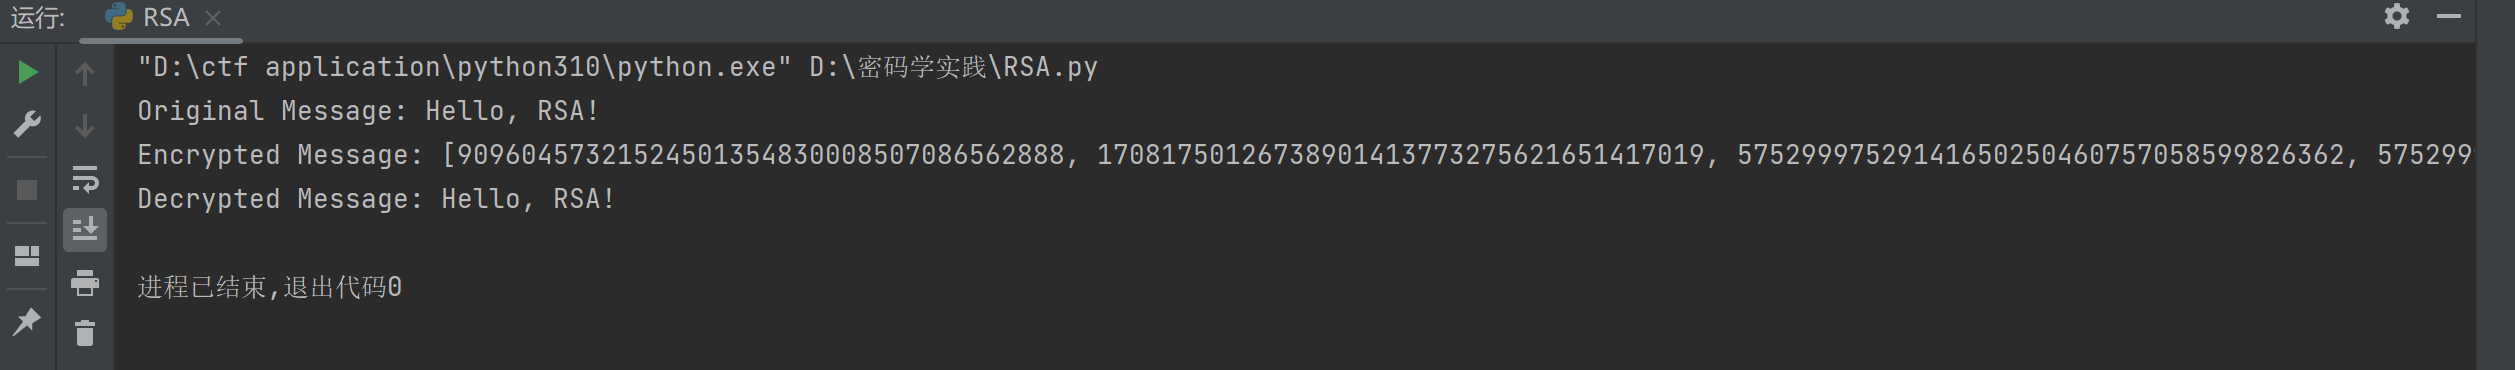 运行: RSA
"D:\ctf application\python310\python.exe" D:\密码学实践\RSA.py
Original Message: Hello, RSA!
Encrypted Message: [90960457321524501354830008507086562888, 170817501267389014137732756216514​17019, 57529997529141650250460757058599826362, 575299
Decrypted Message: Hello, RSA!
进程已结束,退出代码0